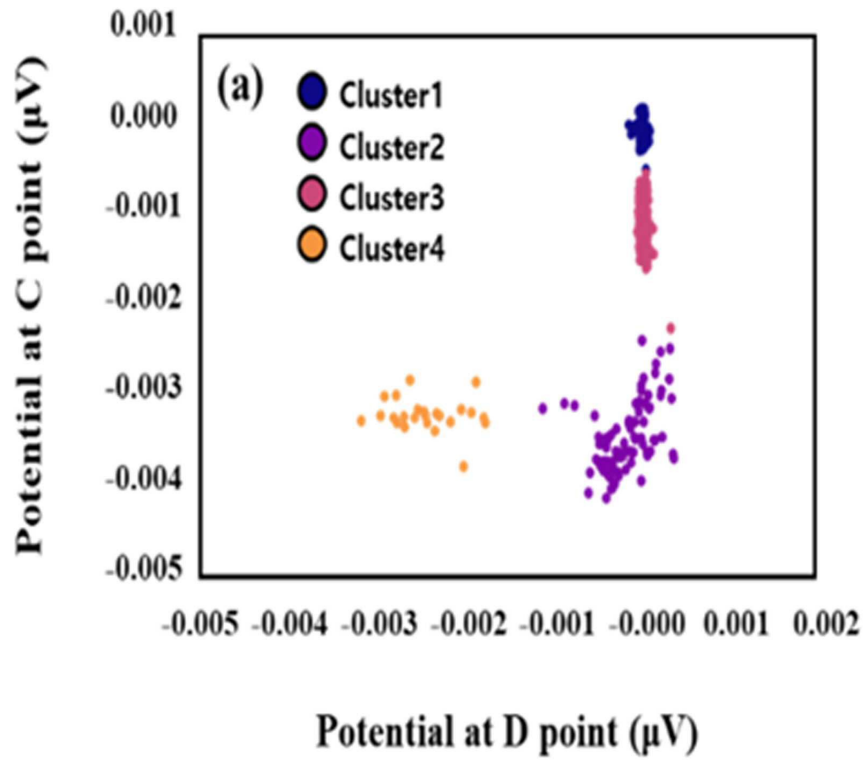 0.001
(a)
Cluster1
0.000
Cluster2
-0.001
Cluster3
Cluster4
-0.002
-0.003
-0.004
-0.005
Potential at C point (μV)
-0.005 -0.004 -0.003 -0.002 -0.001 -0.000 0.001 0.002
Potential at D point (μV)